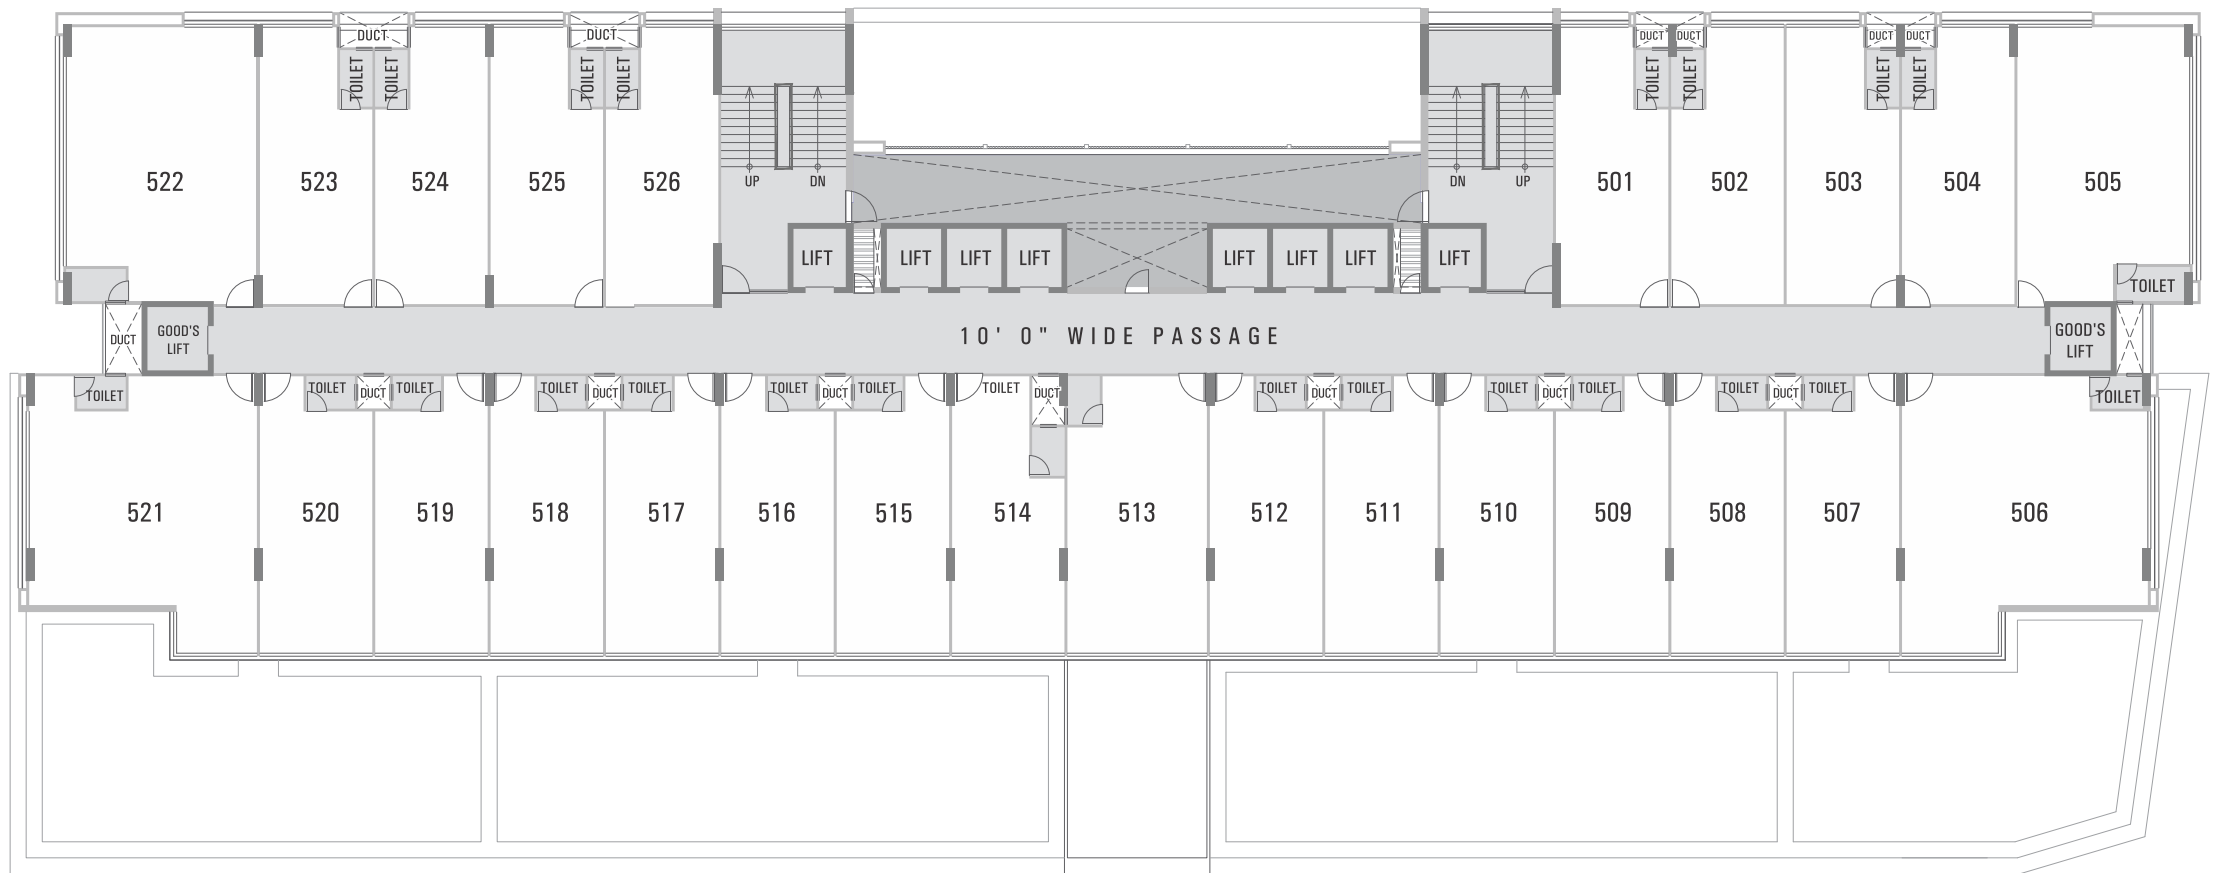 DUCT
DUCT
DUCT
DUCT
DUCT
DUCT
TOILET
TOILET
TOILET
TOILET
TOILET
TOILET
TOILET
TOILET
522
523
524
525
526
UP
DN
DN
UP
501
502
503
504
505
LIFT
LIFT
LIFT
LIFT
LIFT
LIFT
LIFT
LIFT
TOILET
DUCT
GOOD'S
LIFT
10' 0" WIDE PASSAGE
GOOD'S
LIFT
TOILET
TOILET
DUCT
TOILET
TOILET
DUCT
TOILET
TOILET
DUCT
TOILET
TOILET
DUCT
TOILET
DUCT
TOILET
TOILET
DUCT
TOILET
TOILET
DUCT
TOILET
TOILET
521
520
519
518
517
516
515
514
513
512
511
510
509
508
507
506